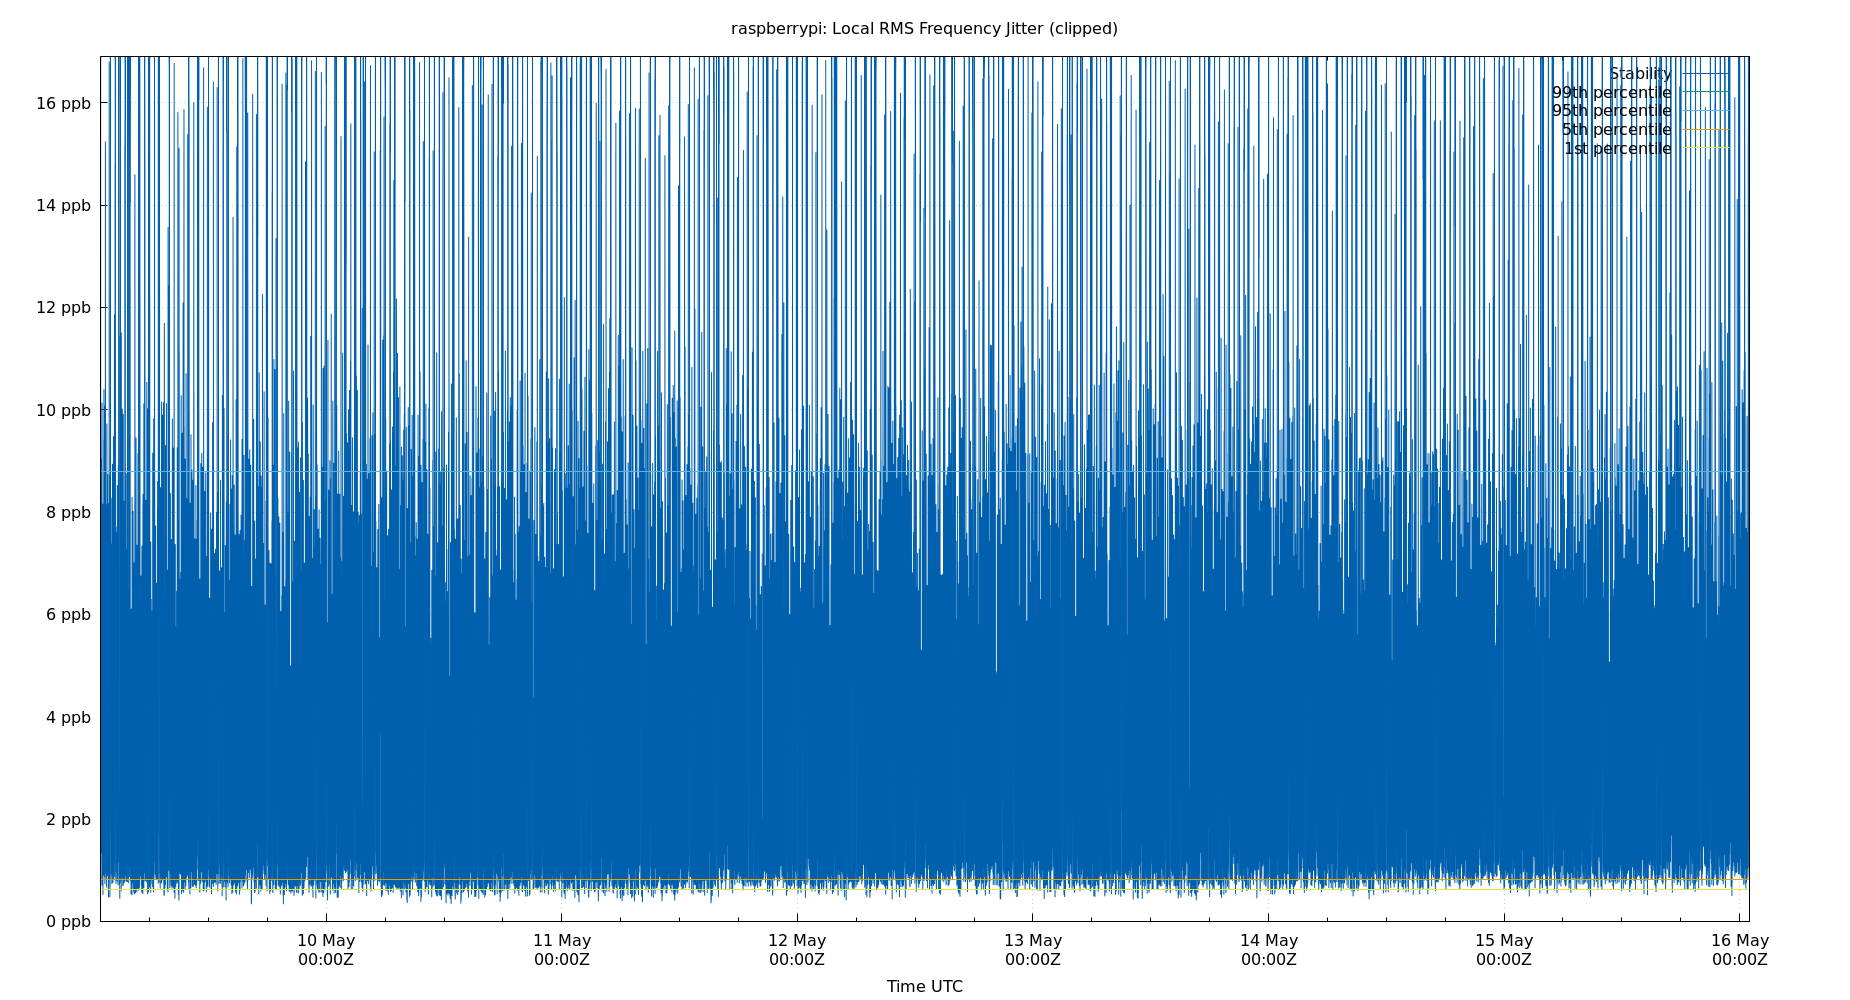 raspberrypi: Local RMS Frequency Jitter (clipped)
Stability
99th percentile
95th percentile
5th percentile
1st percentile
16 ppb
14 ppb
12 ppb
10 ppb
8 ppb
6 ppb
4 ppb
2 ppb
0 ppb
10 May 11 May 12 May 13 May 14 May 15 May 16 May
00:00Z 00:00Z 00:00Z 00:00Z 00:00Z 00:00Z 00:00Z
Time UTC